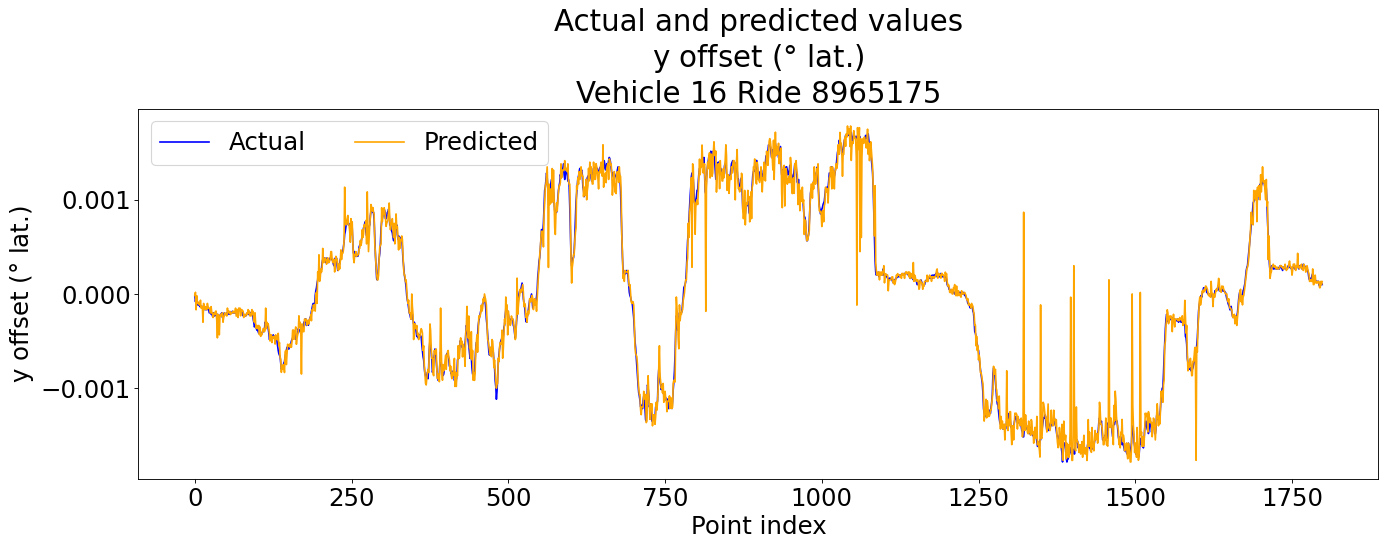 Actual and predicted values
y offset (° lat.)
Vehicle 16 Ride 8965175
Actual
Predicted
y offset (° lat.)
0.001
0.000
−0.001
0
250
500
750
1000
1250
1500
1750
Point index